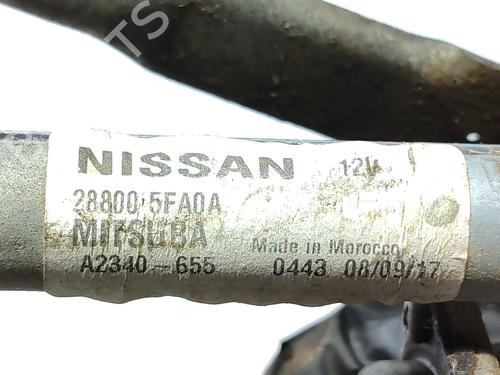 NISSAN 12V
28800 5FA0A
MITSUBA Made in Morocco
A2340-655 0443 08/09/17